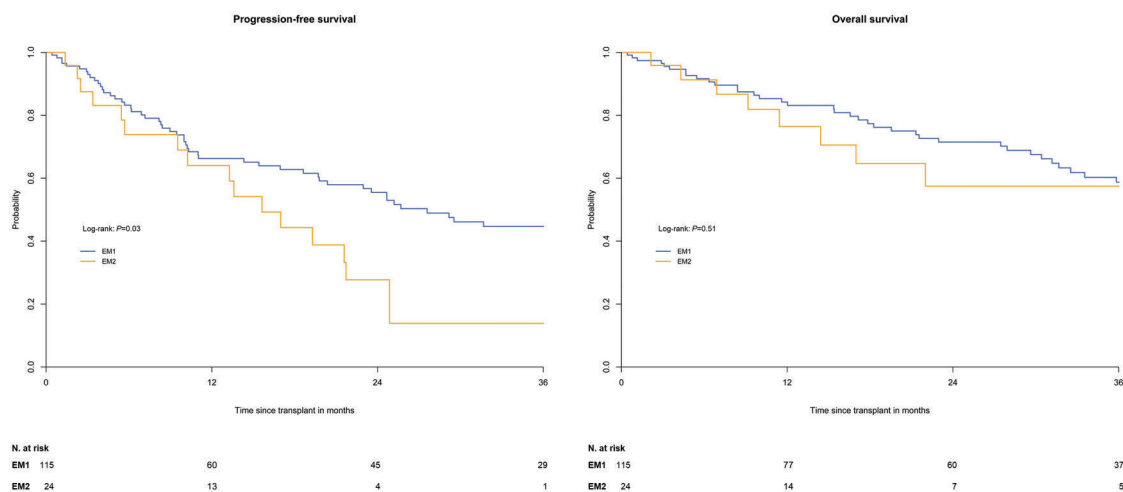 Progression-free survival
1.0
0.8
0.6
0.4
0.2
0.0
Probability
Log-rank: P=0.03
EM1
EM2
0 12 24 36
Time since transplant in months
N. at risk
EM1 115 60 45 29
EM2 24 13 4 1
Overall survival
1.0
0.8
0.6
0.4
0.2
0.0
Probability
Log-rank: P=0.51
EM1
EM2
0 12 24 36
Time since transplant in months
N. at risk
EM1 115 77 60 37
EM2 24 14 7 5